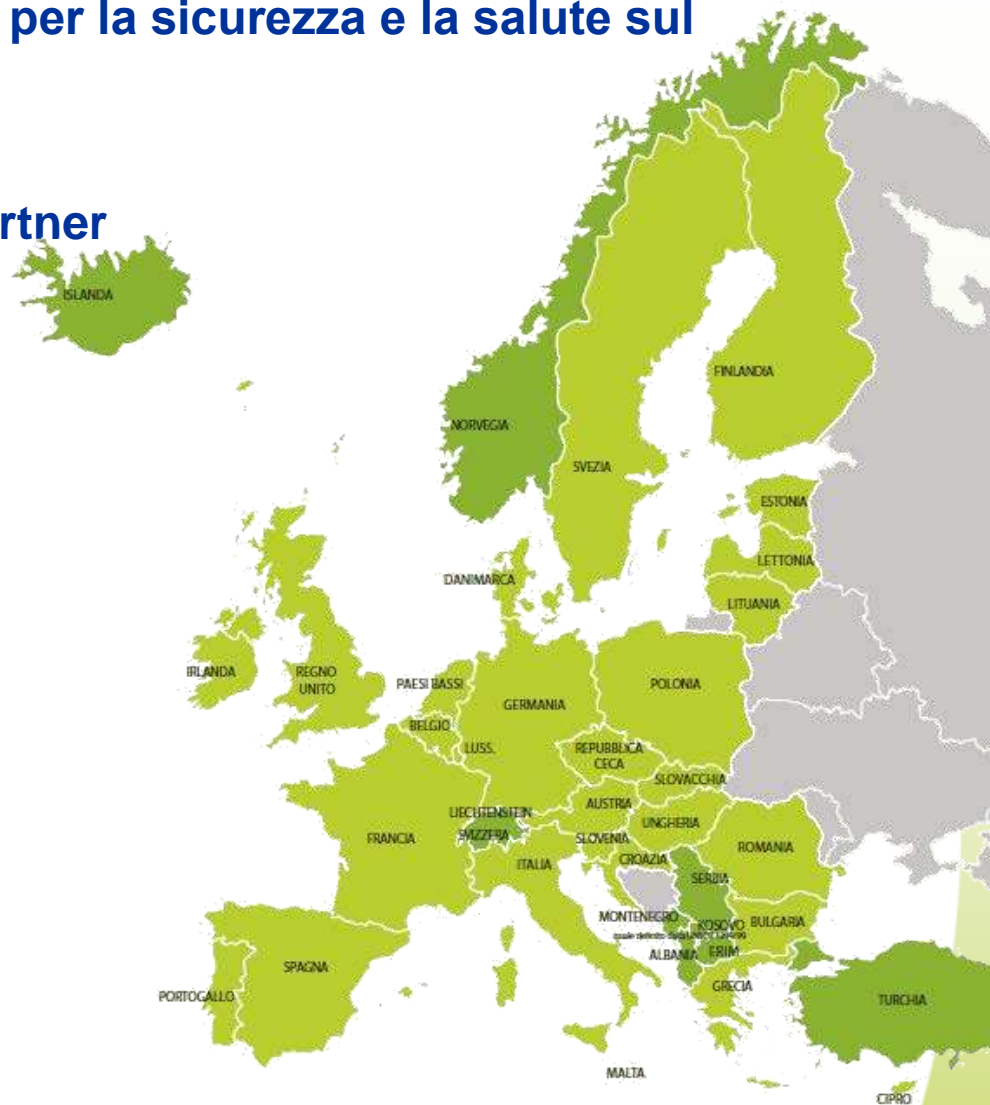 per la sicurezza e la salute sul
rtner
ISLANDA
FINLANDIA
NORVEGIA
SVEZIA
ESTONIA
LETTONIA
DANIMARCA
LITUANIA
IRLANDA
REGNO
UNITO
PAESI BASSI
POLONIA
GERMANIA
BELGIO
LUSS.
REPUBBLICA
CECA
SLOVACCHIA
AUSTRIA
LIECHTENSTEIN
UNGHERIA
SVIZZERA
FRANCIA
SLOVENIA
ROMANIA
CROAZIA
ITALIA
SERBIA
MONTENEGRO
KOSOVO
BULGARIA
ALBANIA
SPAGNA
GRECIA
PORTOGALLO
TURCHIA
MALTA
CIPRO